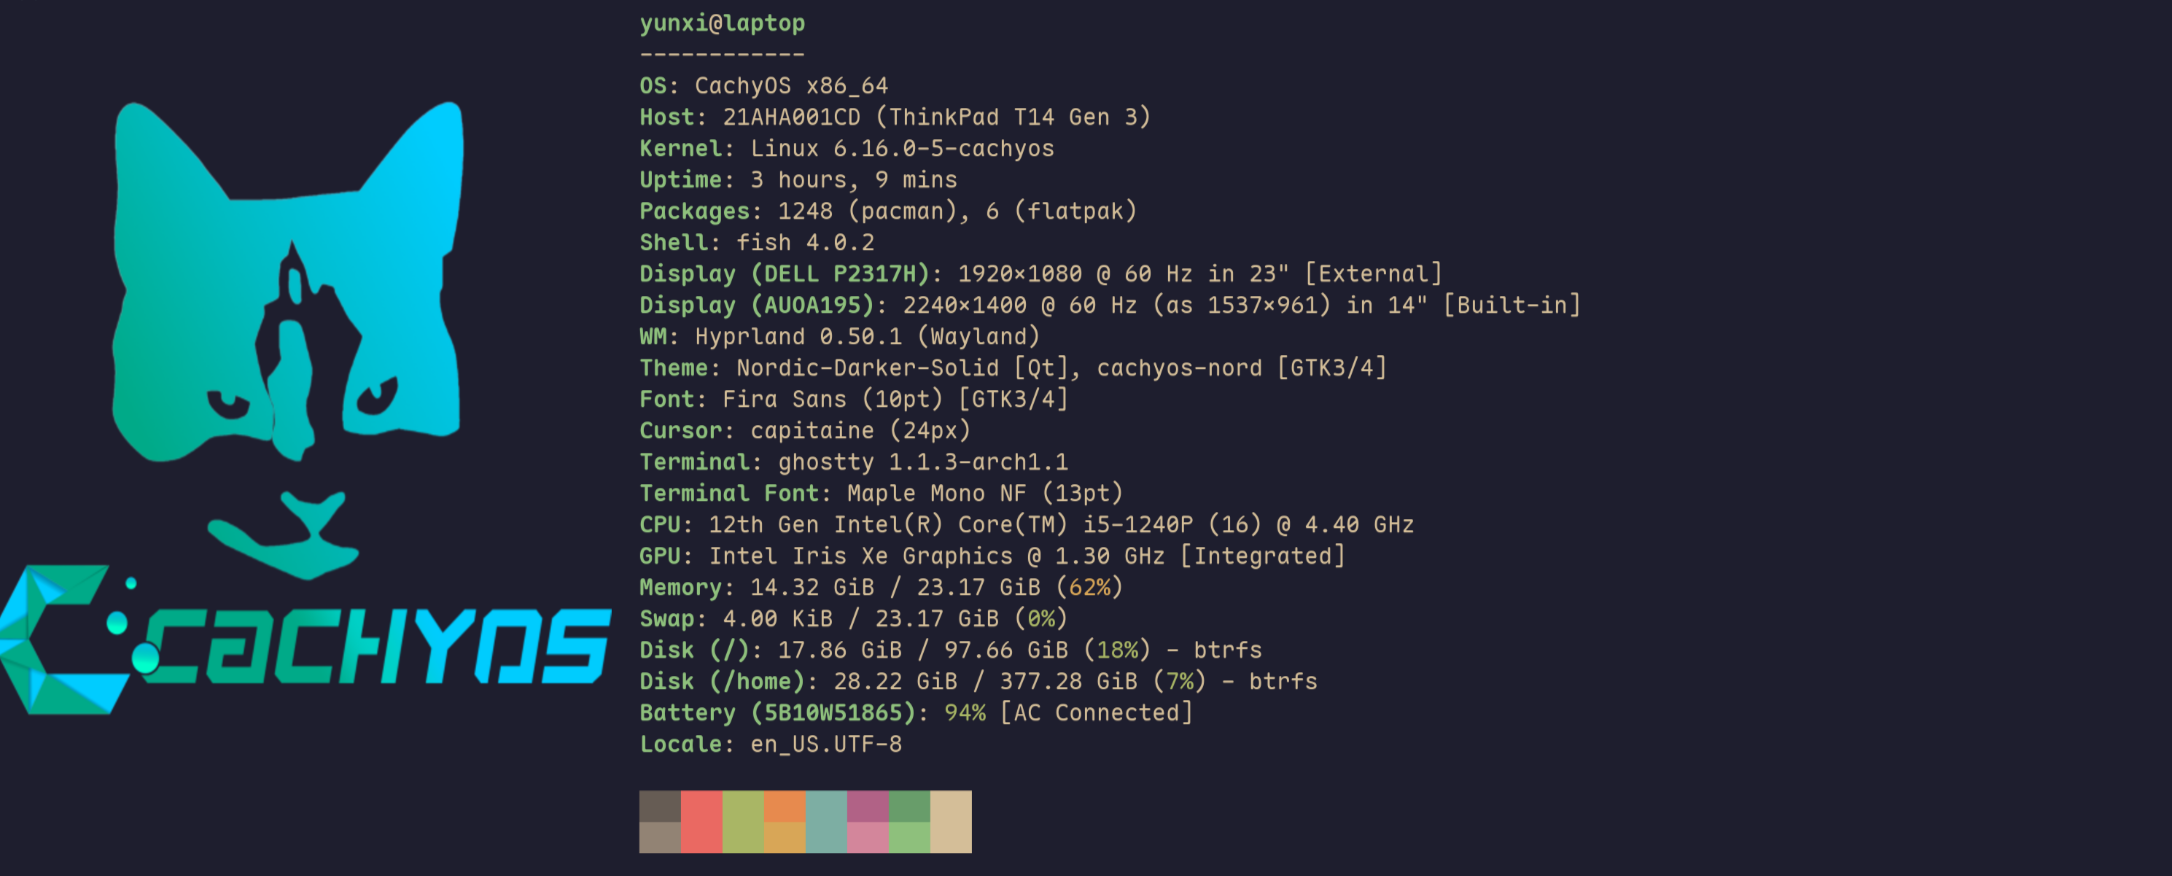 yunxi@laptop
------------
OS: CachyOS x86_64
Host: 21AHA001CD (ThinkPad T14 Gen 3)
Kernel: Linux 6.16.0-5-cachyos
Uptime: 3 hours, 9 mins
Packages: 1248 (pacman), 6 (flatpak)
Shell: fish 4.0.2
Display (DELL P2317H): 1920×1080 @ 60 Hz in 23" [External]
Display (AUOA195): 2240×1400 @ 60 Hz (as 1537×961) in 14" [Built-in]
WM: Hyprland 0.50.1 (Wayland)
Theme: Nordic-Darker-Solid [Qt], cachyos-nord [GTK3/4]
Font: Fira Sans (10pt) [GTK3/4]
Cursor: capitaine (24px)
Terminal: ghostty 1.1.3-arch1.1
Terminal Font: Maple Mono NF (13pt)
CPU: 12th Gen Intel(R) Core(TM) i5-1240P (16) @ 4.40 GHz
GPU: Intel Iris Xe Graphics @ 1.30 GHz [Integrated]
Memory: 14.32 GiB / 23.17 GiB (62%)
Swap: 4.00 KiB / 23.17 GiB (0%)
Disk (/): 17.86 GiB / 97.66 GiB (18%) - btrfs
Disk (/home): 28.22 GiB / 377.28 GiB (7%) - btrfs
Battery (5B10W51865): 94% [AC Connected]
Locale: en_US.UTF-8
CACHYOS